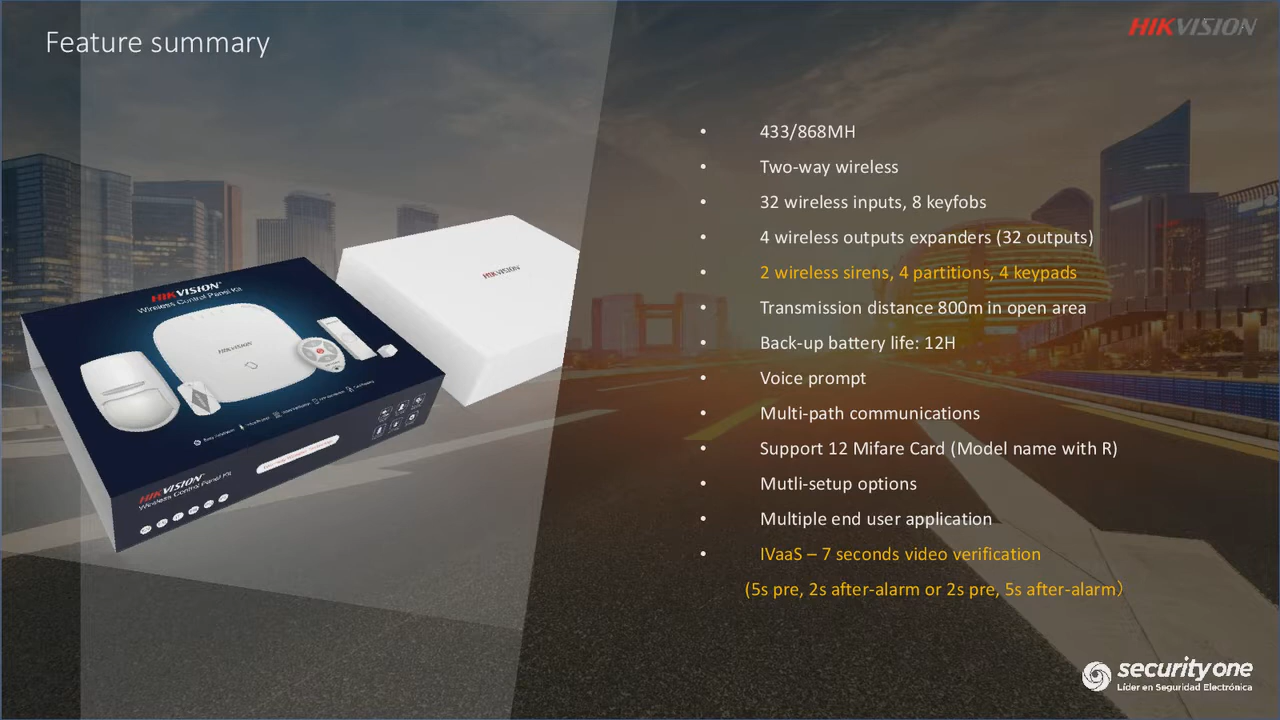 Feature summary
HIKVISION
• 433/868MH
• Two-way wireless
• 32 wireless inputs, 8 keyfobs
• 4 wireless outputs expanders (32 outputs)
• 2 wireless sirens, 4 partitions, 4 keypads
• Transmission distance 800m in open area
• Back-up battery life: 12H
• Voice prompt
• Multi-path communications
• Support 12 Mifare Card (Model name with R)
• Mutli-setup options
• Multiple end user application
• IVaaS – 7 seconds video verification
(5s pre, 2s after-alarm or 2s pre, 5s after-alarm）
HIKVISION
HIKVISION
Wireless Control Panel Kit
HIKVISION
HIKVISION
Wireless Control Panel Kit
securityone
Líder en Seguridad Electrónica